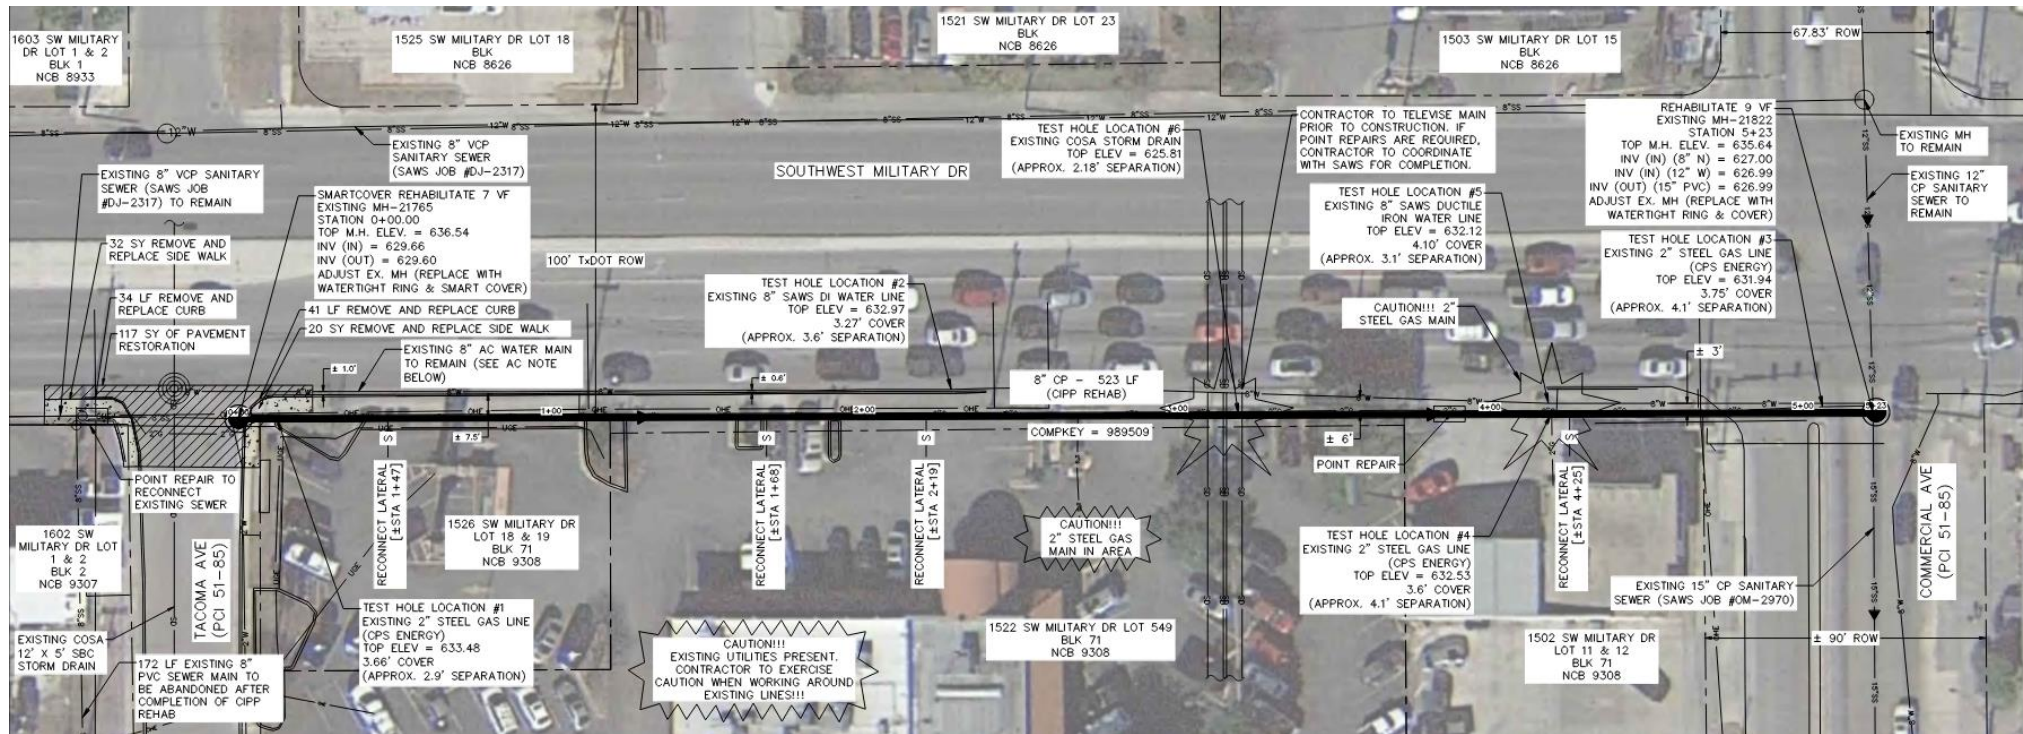 1603 SW MILITARY
DR LOT 1 & 2
BLK 1
NCB 8933
1525 SW MILITARY DR LOT 18
BLK
NCB 8626
1521 SW MILITARY DR LOT 23
BLK
NCB 8626
1503 SW MILITARY DR LOT 15
BLK
NCB 8626
67.83' ROW
EXISTING 8" VCP
SANITARY SEWER
(SAWS JOB #DJ-2317)
SOUTHWEST MILITARY DR
TEST HOLE LOCATION #6
EXISTING COSA STORM DRAIN
TOP ELEV = 625.81
(APPROX. 2.18' SEPARATION)
CONTRACTOR TO TELEVISE MAIN
PRIOR TO CONSTRUCTION. IF
POINT REPAIRS ARE REQUIRED,
CONTRACTOR TO COORDINATE
WITH SAWS FOR COMPLETION.
REHABILITATE 9 VF
EXISTING MH-21822
STATION 5+23
TOP M.H. ELEV. = 635.64
INV (IN) (8" N) = 627.00
INV (IN) (12" W) = 626.99
INV (OUT) (15" PVC) = 626.99
ADJUST EX. MH (REPLACE WITH
WATERTIGHT RING & COVER)
EXISTING MH
TO REMAIN
EXISTING 12"
CP SANITARY
SEWER TO
REMAIN
EXISTING 8" VCP SANITARY
SEWER (SAWS JOB
#DJ-2317) TO REMAIN
SMARTCOVER REHABILITATE 7 VF
EXISTING MH-21765
STATION 0+00.00
TOP M.H. ELEV. = 636.54
INV (IN) = 629.66
INV (OUT) = 629.60
ADJUST EX. MH (REPLACE WITH
WATERTIGHT RING & SMART COVER)
32 SY REMOVE AND
REPLACE SIDE WALK
34 LF REMOVE AND
REPLACE CURB
117 SY OF PAVEMENT
RESTORATION
41 LF REMOVE AND REPLACE CURB
20 SY REMOVE AND REPLACE SIDE WALK
EXISTING 8" AC WATER MAIN
TO REMAIN (SEE AC NOTE
BELOW)
100' TxDOT ROW
TEST HOLE LOCATION #2
EXISTING 8" SAWS DI WATER LINE
TOP ELEV = 632.97
3.27' COVER
(APPROX. 3.6' SEPARATION)
TEST HOLE LOCATION #5
EXISTING 8" SAWS DUCTILE
IRON WATER LINE
TOP ELEV = 632.12
4.10' COVER
(APPROX. 3.1' SEPARATION)
CAUTION!!! 2"
STEEL GAS MAIN
TEST HOLE LOCATION #3
EXISTING 2" STEEL GAS LINE
(CPS ENERGY)
TOP ELEV = 631.94
3.75' COVER
(APPROX. 4.1' SEPARATION)
± 1.0'
± 0.6'
± 7.5'
± 3'
± 6'
8" CP - 523 LF
(CIPP REHAB)
COMPKEY = 989509
0+00
1+00
2+00
3+00
4+00
5+00
5+23
POINT REPAIR
POINT REPAIR TO
RECONNECT
EXISTING SEWER
RECONNECT LATERAL
[±STA 1+47]
RECONNECT LATERAL
[±STA 1+68]
RECONNECT LATERAL
[±STA 2+19]
RECONNECT LATERAL
[±STA 4+25]
1602 SW
MILITARY DR LOT
1 & 2
BLK 2
NCB 9307
TACOMA AVE
(PCI 51-85)
1526 SW MILITARY DR
LOT 18 & 19
BLK 71
NCB 9308
CAUTION!!!
2" STEEL GAS
MAIN IN AREA
TEST HOLE LOCATION #4
EXISTING 2" STEEL GAS LINE
(CPS ENERGY)
TOP ELEV = 632.53
3.6' COVER
(APPROX. 4.1' SEPARATION)
EXISTING 15" CP SANITARY
SEWER (SAWS JOB #OM-2970)
COMMERCIAL AVE
(PCI 51-85)
EXISTING COSA
12' X 5' SBC
STORM DRAIN
172 LF EXISTING 8"
PVC SEWER MAIN TO
BE ABANDONED AFTER
COMPLETION OF CIPP
REHAB
TEST HOLE LOCATION #1
EXISTING 2" STEEL GAS LINE
(CPS ENERGY)
TOP ELEV = 633.48
3.66' COVER
(APPROX. 2.9' SEPARATION)
CAUTION!!!
EXISTING UTILITIES PRESENT.
CONTRACTOR TO EXERCISE
CAUTION WHEN WORKING AROUND
EXISTING LINES!!!
1522 SW MILITARY DR LOT 549
BLK 71
NCB 9308
1502 SW MILITARY DR
LOT 11 & 12
BLK 71
NCB 9308
± 90' ROW